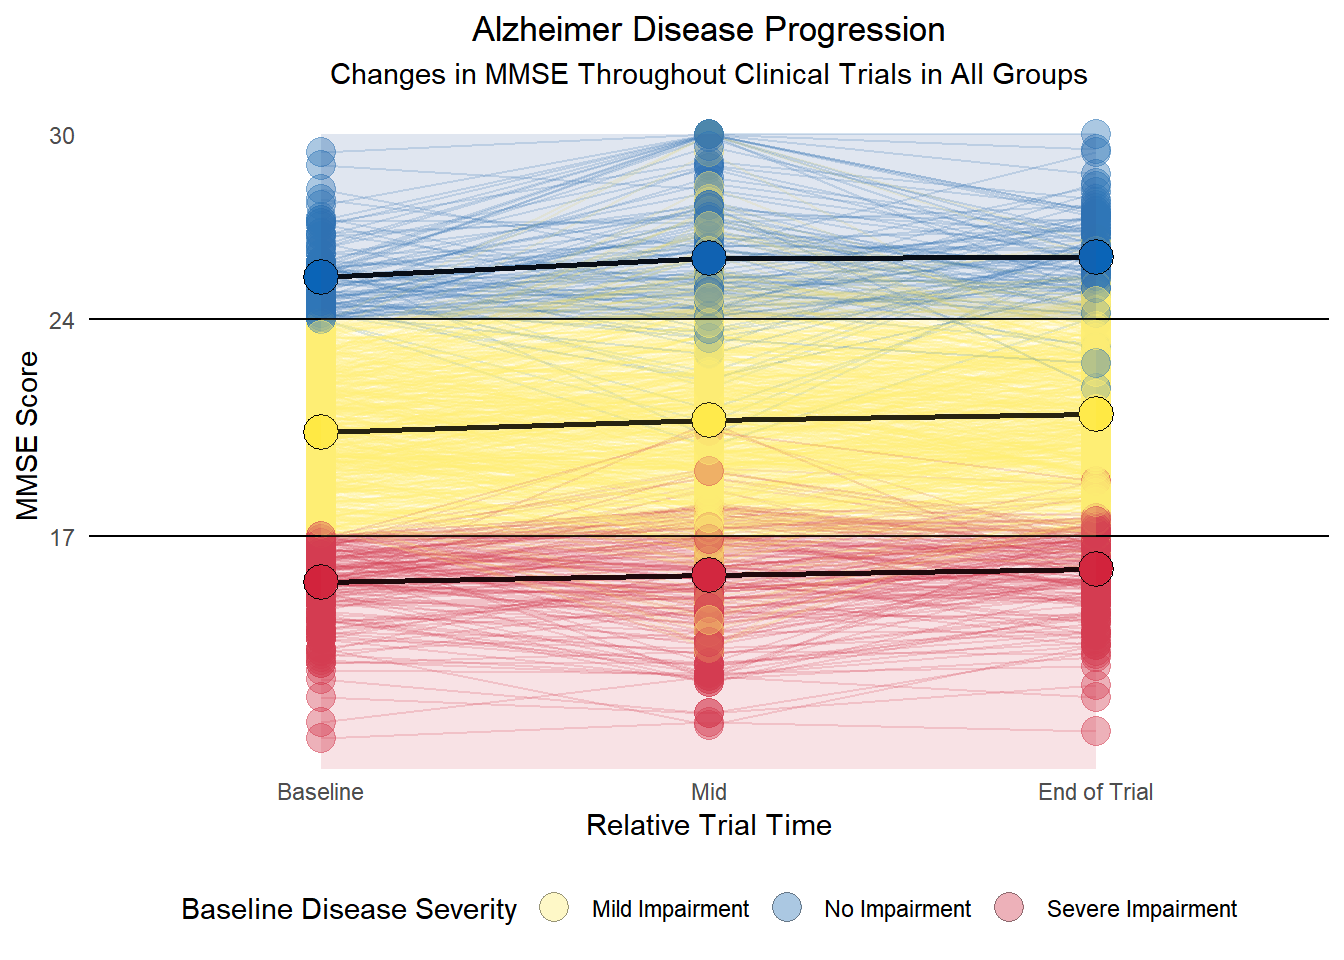 Alzheimer Disease Progression
Changes in MMSE Throughout Clinical Trials in All Groups
30
24
17
MMSE Score
Baseline
Mid
End of Trial
Relative Trial Time
Baseline Disease Severity
Mild Impairment
No Impairment
Severe Impairment